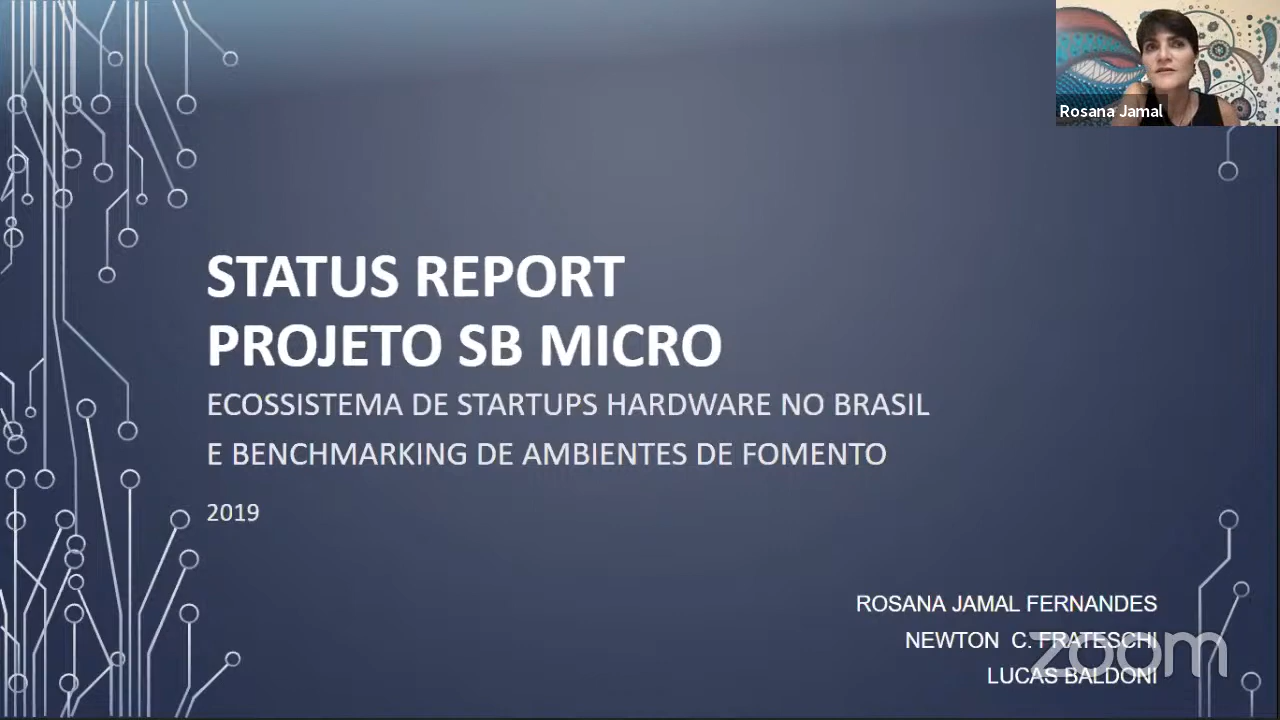 Rosana Jamal
STATUS REPORT
PROJETO SB MICRO
ECOSSISTEMA DE STARTUPS HARDWARE NO BRASIL
E BENCHMARKING DE AMBIENTES DE FOMENTO
2019
ROSANA JAMAL FERNANDES
NEWTON C. FRATESCHI
LUCAS BALDONI
zoom